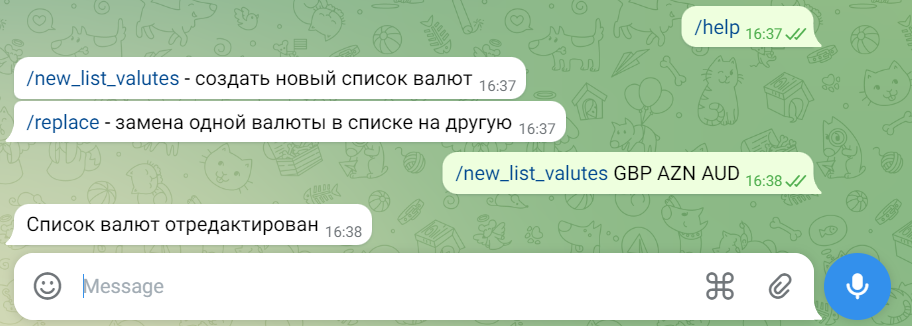 /help 16:37
/new_list_valutes - создать новый список валют 16:37
/replace - замена одной валюты в списке на другую 16:37
/new_list_valutes GBP AZN AUD 16:38
Список валют отредактирован 16:38
Message